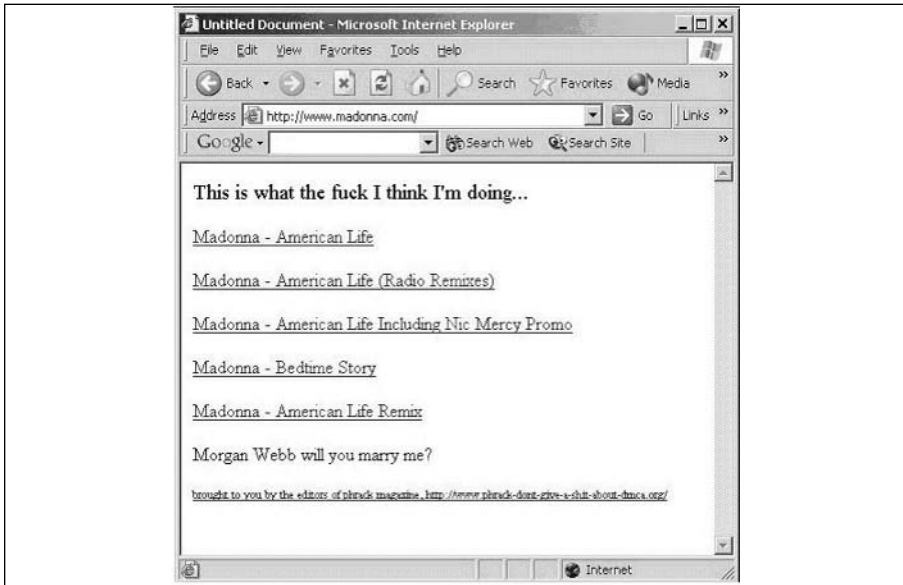 Untitled Document - Microsoft Internet Explorer
File Edit View Favorites Tools Help
Back Search Favorites Media »
Address http://www.madonna.com/ Go Links »
Google Search Web Search Site »
This is what the fuck I think I'm doing...
Madonna - American Life
Madonna - American Life (Radio Remixes)
Madonna - American Life Including Nic Mercy Promo
Madonna - Bedtime Story
Madonna - American Life Remix
Morgan Webb will you marry me?
brought to you by the editors of phrack magazine, http://www.phrack-dont-give-a-shit-about-dmca.org/
Internet